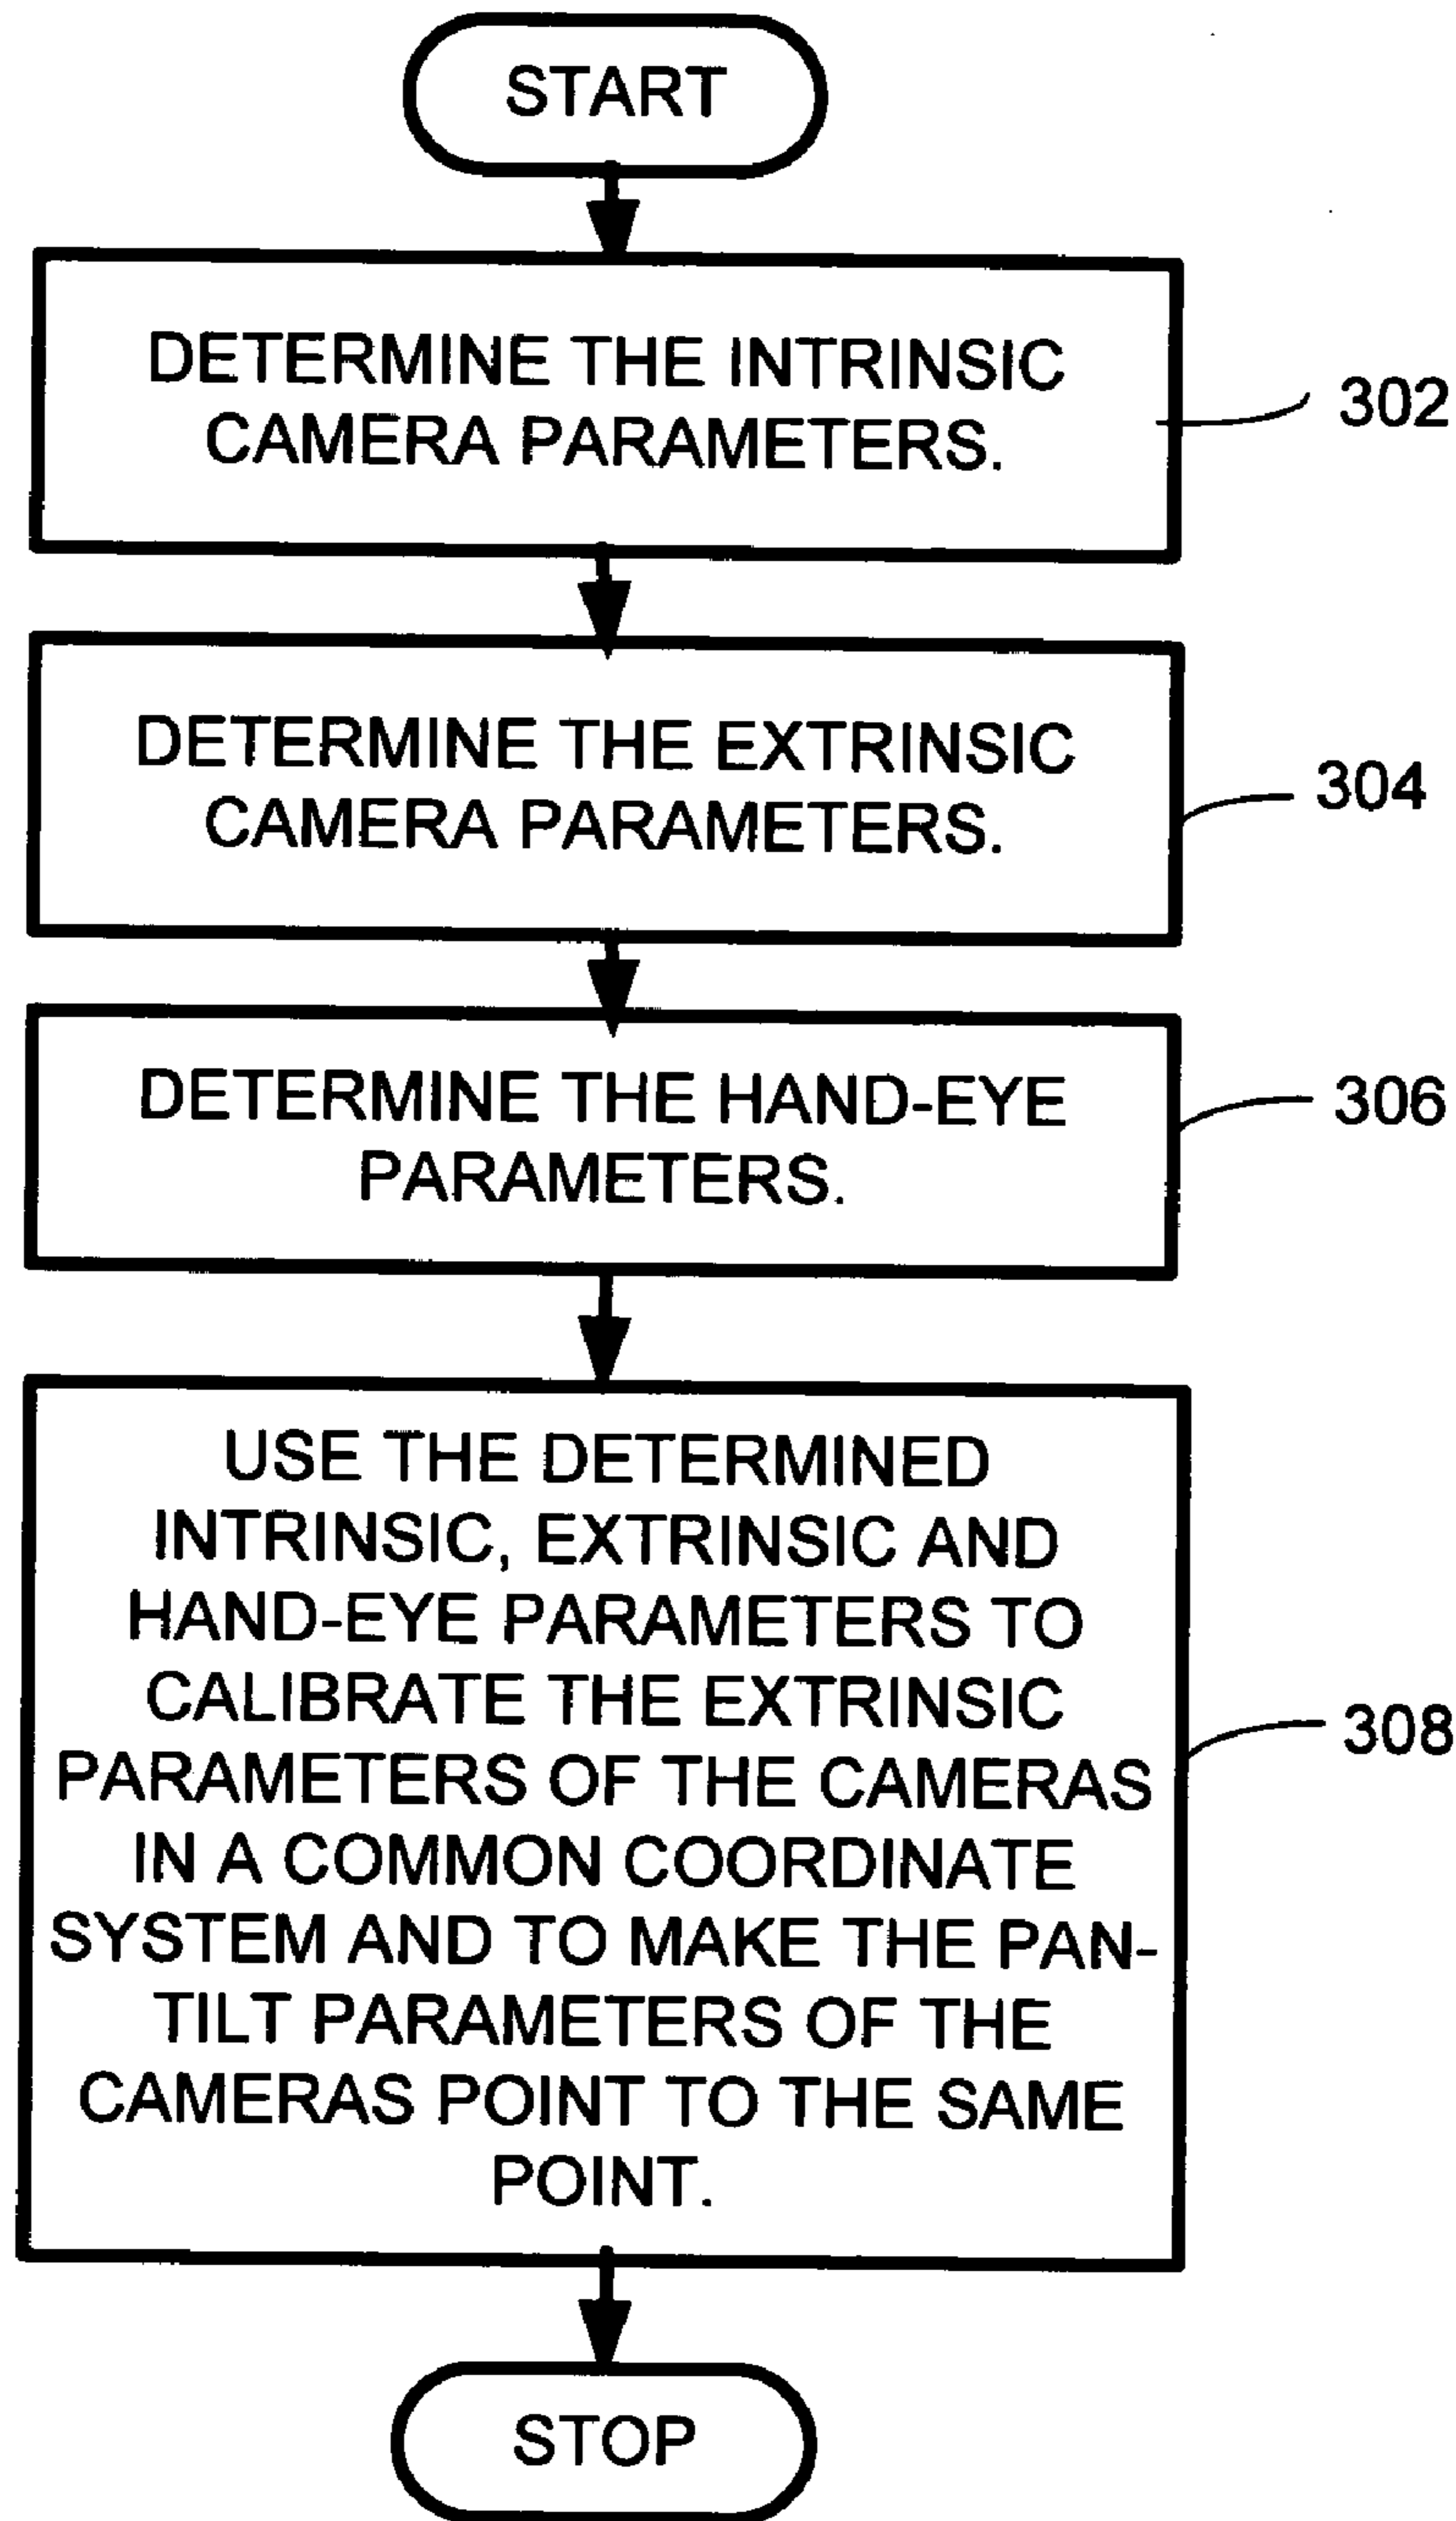 START
DETERMINE THE INTRINSIC
CAMERA PARAMETERS.
302
DETERMINE THE EXTRINSIC
CAMERA PARAMETERS.
304
DETERMINE THE HAND-EYE
PARAMETERS.
306
USE THE DETERMINED
INTRINSIC, EXTRINSIC AND
HAND-EYE PARAMETERS TO
CALIBRATE THE EXTRINSIC
PARAMETERS OF THE CAMERAS
IN A COMMON COORDINATE
SYSTEM AND TO MAKE THE PAN-
TILT PARAMETERS OF THE
CAMERAS POINT TO THE SAME
POINT.
308
STOP